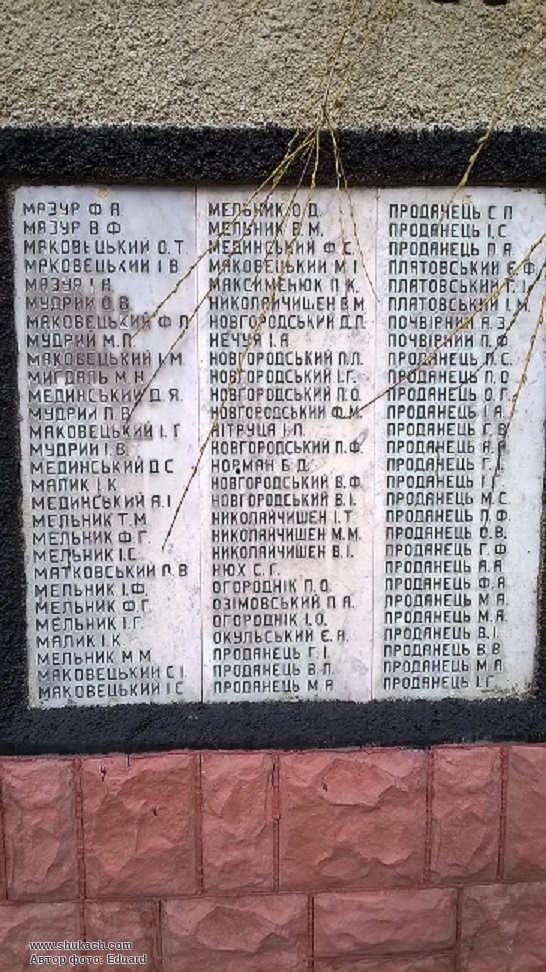 МАЗУР Ф А.
МАЗУР В Ф
МАКОВЕЦЬКИЙ О. Т
МАКОВЕЦЬКИЙ І В
МАЗУР І. Я.
МУДРИЙ О. В.
МАКОВЕЦЬКИЙ Ф П
МУДРИЙ М. П
МАКОВЕЦЬКИЙ І. М
МИГДАЛЬ М. Н.
МЕДИНСЬКИЙ Д. Я.
МУДРИЙ П В
МАКОВЕЦЬКИЙ І. Г
МУДРИЙ І. В
МЕДИНСЬКИЙ Д С
МАЛИК І. К.
МЕДИНСЬКИЙ А. І
МЕЛЬНИК Т. М.
МЕЛЬНИК Ф. Г.
МЕЛЬНИК І. С.
МАТКОВСЬКИЙ П. В
МЕЛЬНИК І. Ф.
МЕЛЬНИК Ф. Г.
МЕЛЬНИК І. Г.
МАЛИК І. К.
МЕЛЬНИК М М
МАКОВЕЦЬКИЙ С. І.
МАКОВЕЦЬКИЙ І С
МЕЛЬНИК О. Д.
МЕЛЬНИК В. М.
МЕДИНСЬКИЙ Ф. С.
МАКОВЕЦЬКИЙ М. І
МАКСИМЕНЮК П. К.
НИКОЛАЙЧИШЕН В. М.
НОВГОРОДСЬКИЙ Д. П.
НЕЧУЯ І. А.
НОВГОРОДСЬКИЙ П. П.
НОВГОРОДСЬКИЙ І. Г.
НОВГОРОДСЬКИЙ П. О.
НОВГОРОДСЬКИЙ Ф.
НІТРУЦА І. П.
НОВГОРОДСЬКИЙ П. Ф.
НОРМАН Б. Д.
НОВГОРОДСЬКИЙ В. Ф.
НОВГОРОДСЬКИЙ В. І.
НИКОЛАЙЧИШЕН І. Т
НИКОЛАЙЧИШЕН М. М.
НИКОЛАЙЧИШЕН В. І.
НЮХ С. Г.
ОГОРОДНІК П. О.
ОЗІМОВСЬКИЙ П А.
ОГОРОДНІК І. О.
ОКУЛЬСЬКИЙ Є. А.
ПРОДАНЕЦЬ Г. І.
ПРОДАНЕЦЬ В. П.
ПРОДАНЕЦЬ М А
ПРОДАНЕЦЬ С П
ПРОДАНЕЦЬ І. С.
ПРОДАНЕЦЬ П. А
ПЛЯТОВСЬКИЙ Є. Ф.
ПЛЯТОВСЬКИЙ Г. І.
ПЛЯТОВСЬКИЙ І. М.
ПОЧВІРНИЙ А. З.
ПОЧВІРНИЙ П. Ф.
ПРОДАНЕЦЬ П. С.
ПРОДАНЕЦЬ П. О
ПРОДАНЕЦЬ О. Г.
ПРОДАНЕЦЬ І А.
ПРОДАНЕЦЬ Г. В
ПРОДАНЕЦЬ А.
ПРОДАНЕЦЬ Г. І.
ПРОДАНЕЦЬ І.
ПРОДАНЕЦЬ М. С.
ПРОДАНЕЦЬ П. Ф.
ПРОДАНЕЦЬ О. В.
ПРОДАНЕЦЬ Г. Ф
ПРОДАНЕЦЬ А. А
ПРОДАНЕЦЬ Ф. А.
ПРОДАНЕЦЬ М А.
ПРОДАНЕЦЬ М. А.
ПРОДАНЕЦЬ В. І.
ПРОДАНЕЦЬ В. В
ПРОДАНЕЦЬ М. А
ПРОДАНЕЦЬ І. Г.
www.shukach.com
Автор фото: Eduard